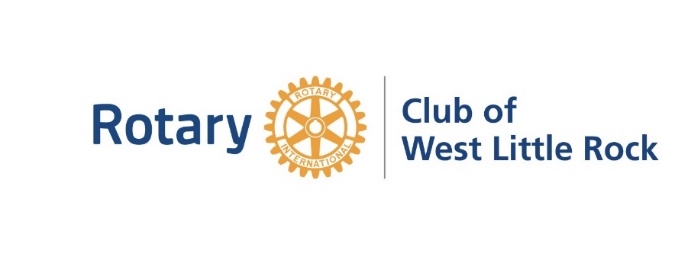 Rotary
ROTARY
INTERNATIONAL
Club of
West Little Rock